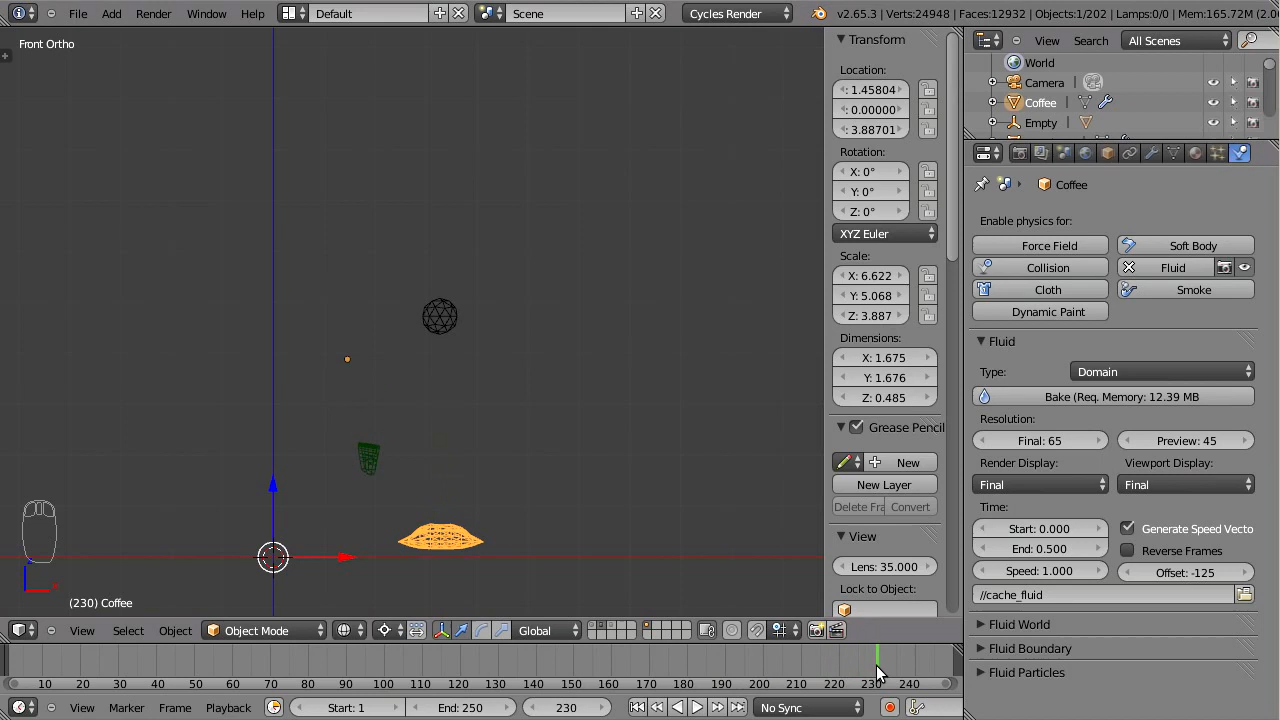 File Add Render Window Help Default Scene Cycles Render v2.65.3 | Verts:24948 | Faces:12932 | Objects:1/202 | Lamps:0/0 | Mem:165.72M (2.0
Front Ortho
Transform
Location:
: 1.45804
: 0.00000
: 3.88701
Rotation:
X: 0°
Y: 0°
Z: 0°
XYZ Euler
Scale:
X: 6.622
Y: 5.068
Z: 3.887
Dimensions:
X: 1.675
Y: 1.676
Z: 0.485
Grease Pencil
New
New Layer
Delete Fra Convert
View
Lens: 35.000
Lock to Object:
View Search All Scenes
World
Camera
Coffee
Empty
Coffee
Enable physics for:
Force Field Soft Body
Collision Fluid
Cloth Smoke
Dynamic Paint
Fluid
Type: Domain
Bake (Req. Memory: 12.39 MB
Resolution:
Final: 65 Preview: 45
Render Display: Viewport Display:
Final Final
Time:
Start: 0.000 Generate Speed Vecto
End: 0.500 Reverse Frames
Speed: 1.000 Offset: -125
//cache_fluid
Fluid World
Fluid Boundary
Fluid Particles
(230) Coffee
View Select Object Object Mode Global
10 20 30 40 50 60 70 80 90 100 110 120 130 140 150 160 170 180 190 200 210 220 230 240
View Marker Frame Playback Start: 1 End: 250 230 No Sync